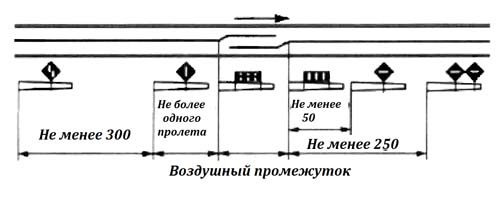 Не более
одного
пролета
Не менее
50
Не менее 300
Не менее 250
Воздушный промежуток